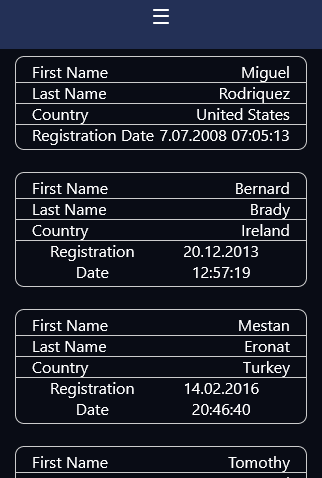 First Name Miguel
Last Name Rodriquez
Country United States
Registration Date 7.07.2008 07:05:13
First Name Bernard
Last Name Brady
Country Ireland
Registration 20.12.2013
Date 12:57:19
First Name Mestan
Last Name Eronat
Country Turkey
Registration 14.02.2016
Date 20:46:40
First Name Tomothy